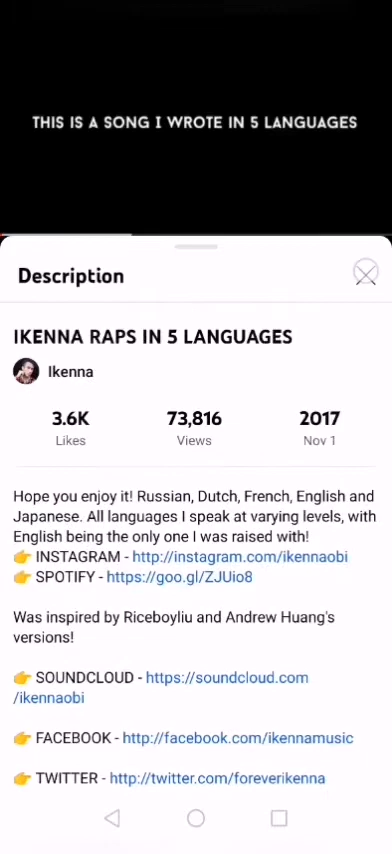 THIS IS A SONG I WROTE IN 5 LANGUAGES
Description
IKENNA RAPS IN 5 LANGUAGES
Ikenna
3.6K 73,816 2017
Likes Views Nov 1
Hope you enjoy it! Russian, Dutch, French, English and
Japanese. All languages I speak at varying levels, with
English being the only one I was raised with!
👉 INSTAGRAM - http://instagram.com/ikennaobi
👉 SPOTIFY - https://goo.gl/ZJUio8
Was inspired by Riceboyliu and Andrew Huang's
versions!
👉 SOUNDCLOUD - https://soundcloud.com
/ikennaobi
👉 FACEBOOK - http://facebook.com/ikennamusic
👉 TWITTER - http://twitter.com/foreverikenna